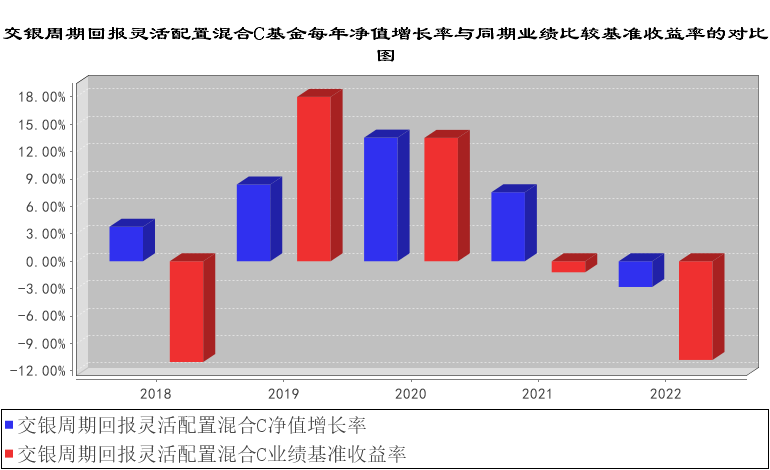 交银周期回报灵活配置混合C基金每年净值增长率与同期业绩比较基准收益率的对比
图
18.00%
15.00%
12.00%
9.00%
6.00%
3.00%
0.00%
-3.00%
-6.00%
-9.00%
-12.00%
2018 2019 2020 2021 2022
交银周期回报灵活配置混合C净值增长率
交银周期回报灵活配置混合C业绩基准收益率